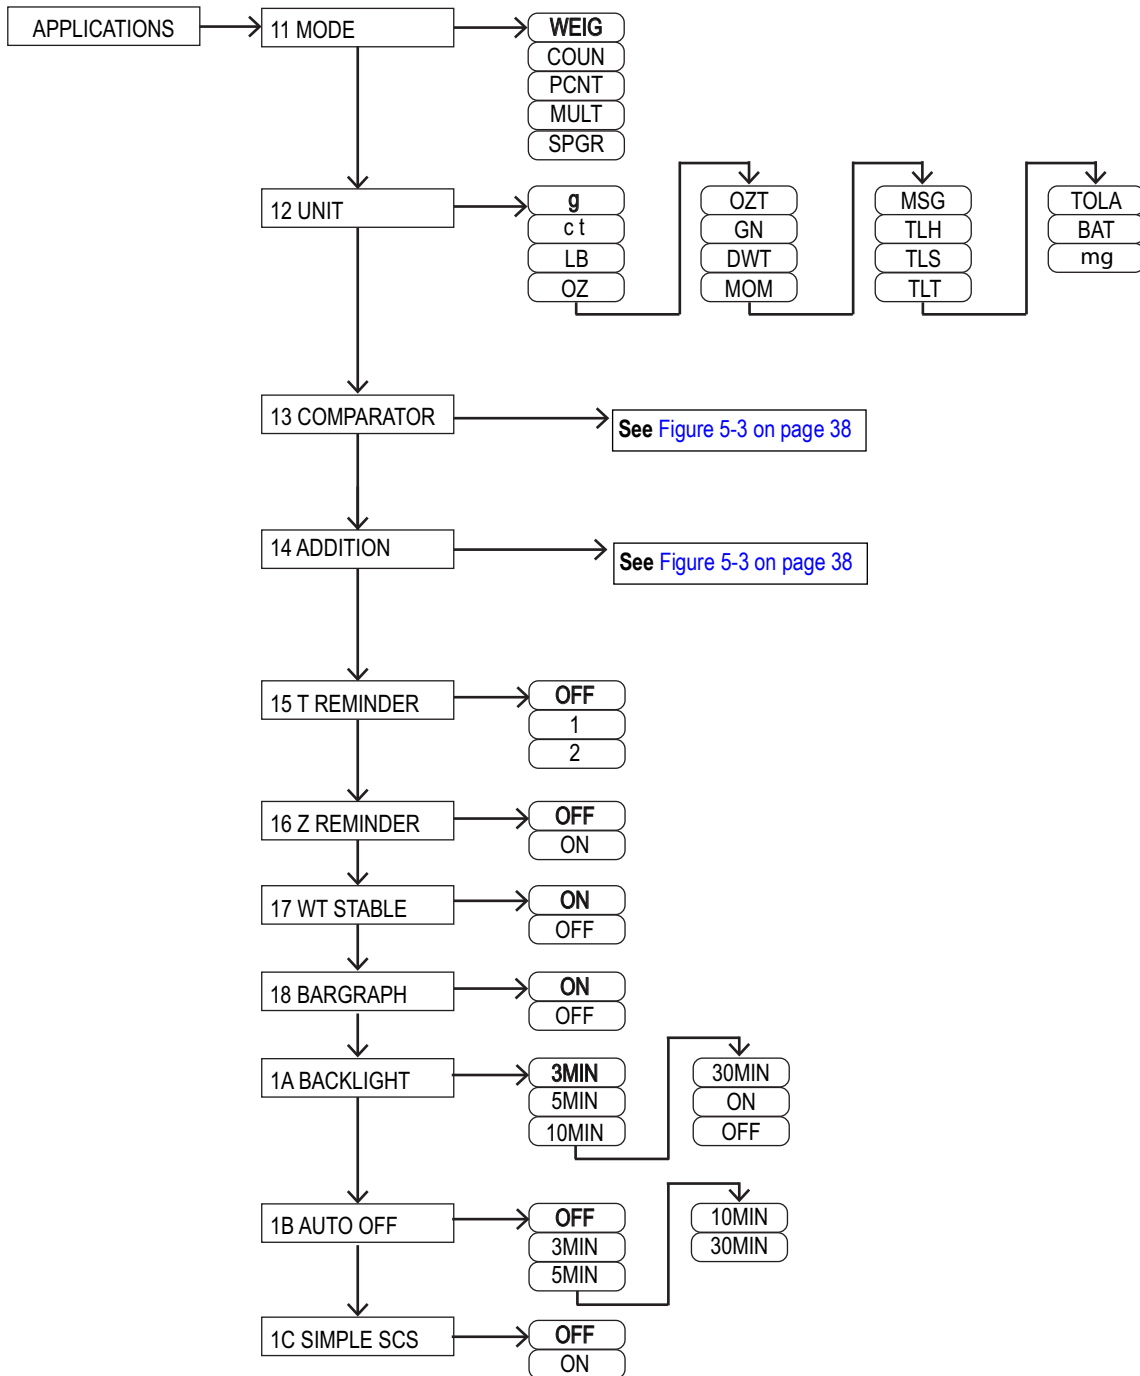 APPLICATIONS
11 MODE
WEIG
COUN
PCNT
MULT
SPGR
12 UNIT
g
c t
LB
OZ
OZT
GN
DWT
MOM
MSG
TLH
TLS
TLT
TOLA
BAT
mg
13 COMPARATOR
See Figure 5-3 on page 38
14 ADDITION
See Figure 5-3 on page 38
15 T REMINDER
OFF
1
2
16 Z REMINDER
OFF
ON
17 WT STABLE
ON
OFF
18 BARGRAPH
ON
OFF
1A BACKLIGHT
3MIN
5MIN
10MIN
30MIN
ON
OFF
1B AUTO OFF
OFF
3MIN
5MIN
10MIN
30MIN
1C SIMPLE SCS
OFF
ON